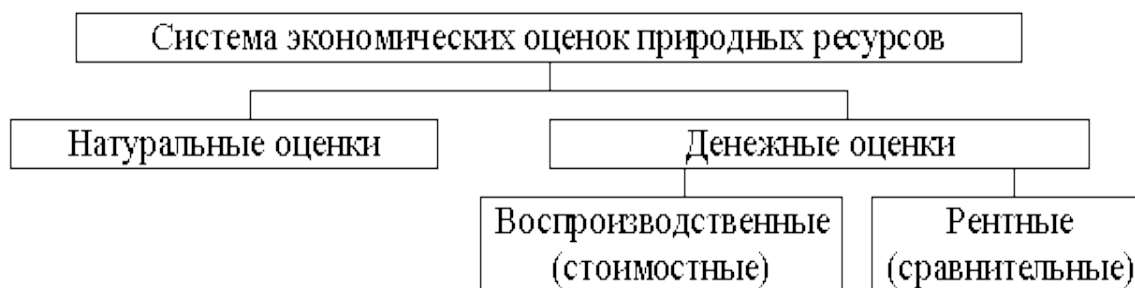 Система экономических оценок природных ресурсов
Натуральные оценки
Денежные оценки
Воспроизводственные
(стоимостные)
Рентные
(сравнительные)